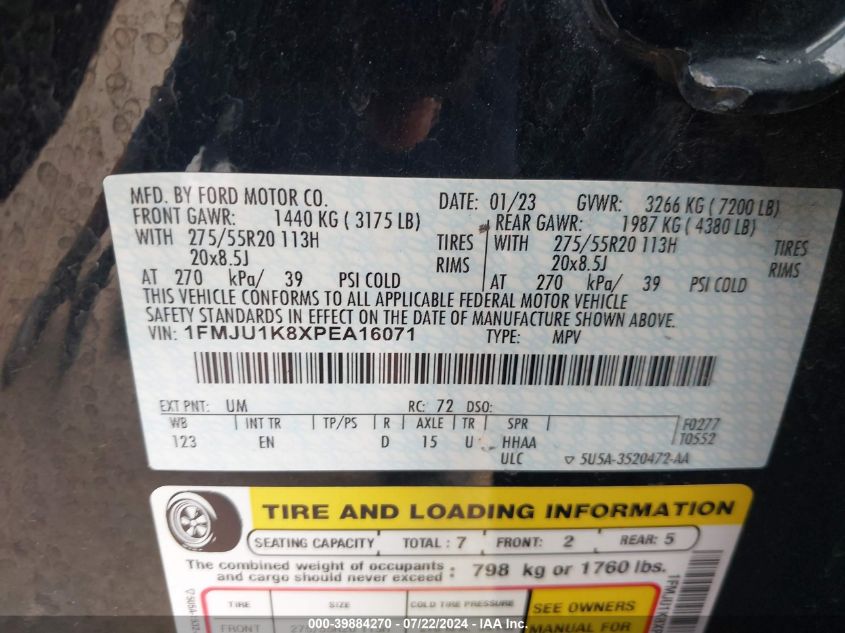 MFD. BY FORD MOTOR CO. DATE: 01/23 GVWR: 3266 KG ( 7200 LB)
FRONT GAWR: 1440 KG ( 3175 LB) REAR GAWR: 1987 KG ( 4380 LB)
WITH 275/55R20 113H TIRES WITH 275/55R20 113H TIRES
20x8.5J RIMS 20x8.5J RIMS
AT 270 kPa/ 39 PSI COLD AT 270 kPa/ 39 PSI COLD
THIS VEHICLE CONFORMS TO ALL APPLICABLE FEDERAL MOTOR VEHICLE
SAFETY STANDARDS IN EFFECT ON THE DATE OF MANUFACTURE SHOWN ABOVE.
VIN: 1FMJU1K8XPEA16071 TYPE: MPV
EXT PNT: UM RC: 72 DSO:
WB INT TR TP/PS R AXLE TR SPR F0277
123 EN D 15 U HHAA T0552
ULC 5U5A-3520472-AA
TIRE AND LOADING INFORMATION
SEATING CAPACITY TOTAL : 7 FRONT: 2 REAR: 5
The combined weight of occupants
and cargo should never exceed : 798 kg or 1760 lbs.
TIRE SIZE COLD TIRE PRESSURE SEE OWNERS
FRONT 275/55R20 113H MANUAL FOR
000-39884270 - 07/22/2024 - IAA, Inc.